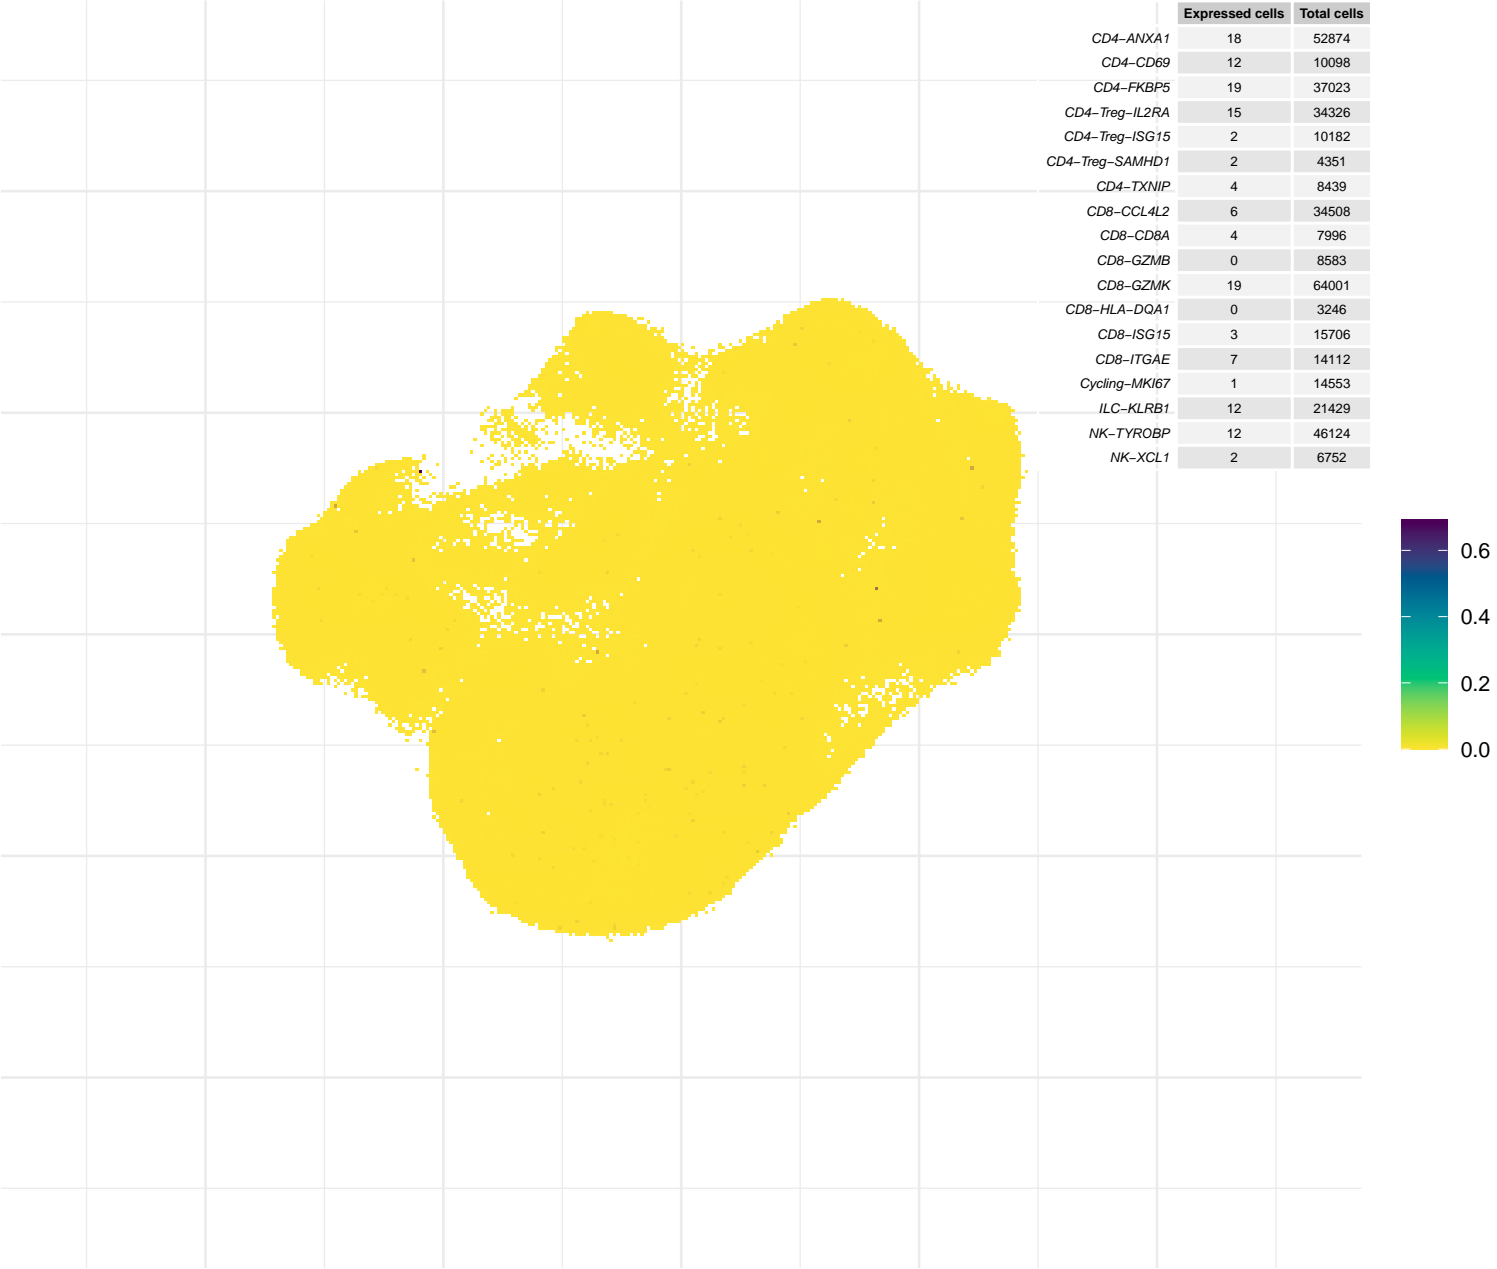 Expressed cells Total cells
CD4−ANXA1 18 52874
CD4−CD69 12 10098
CD4−FKBP5 19 37023
CD4−Treg−IL2RA 15 34326
CD4−Treg−ISG15 2 10182
CD4−Treg−SAMHD1 2 4351
CD4−TXNIP 4 8439
CD8−CCL4L2 6 34508
CD8−CD8A 4 7996
CD8−GZMB 0 8583
CD8−GZMK 19 64001
CD8−HLA−DQA1 0 3246
CD8−ISG15 3 15706
CD8−ITGAE 7 14112
Cycling−MKI67 1 14553
ILC−KLRB1 12 21429
NK−TYROBP 12 46124
NK−XCL1 2 6752
0.6
0.4
0.2
0.0